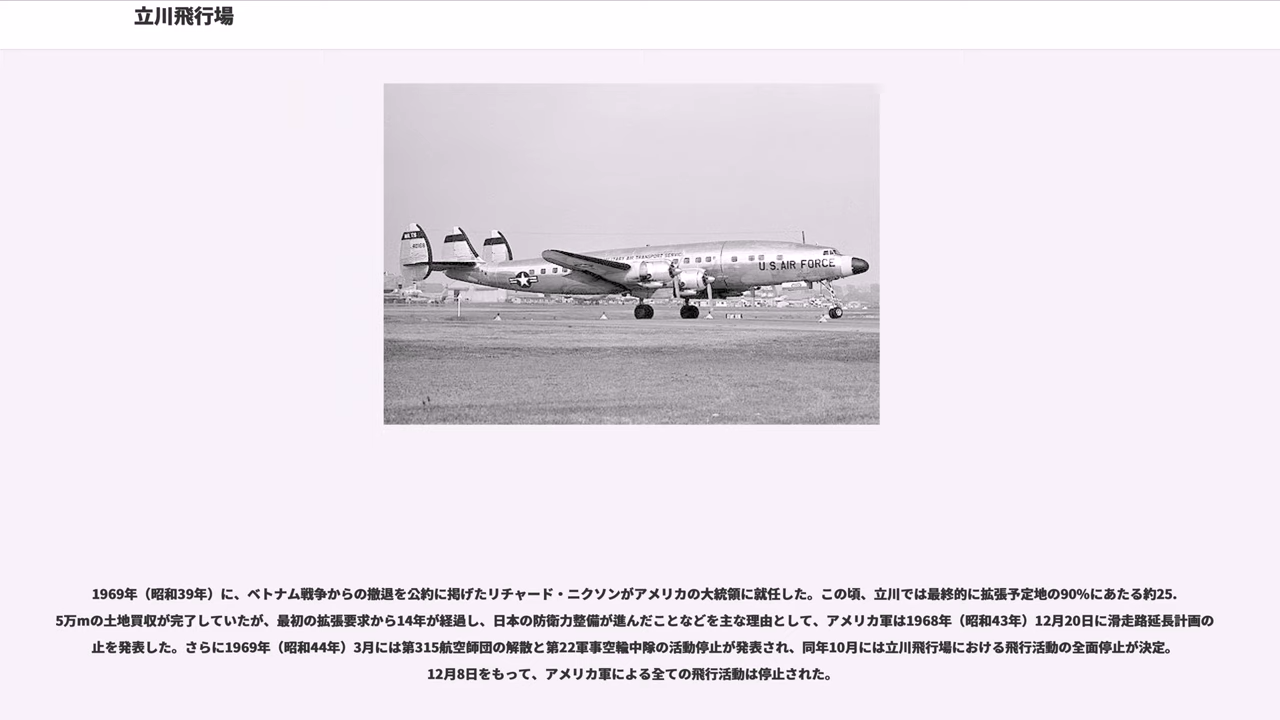 立川飛行場
MILITARY AIR TRANSPORT SERVICE
U.S. AIR FORCE
1969年（昭和39年）に、ベトナム戦争からの撤退を公約に掲げたリチャード・ニクソンがアメリカの大統領に就任した。この頃、立川では最終的に拡張予定地の90%にあたる約25.
5万mの土地買収が完了していたが、最初の拡張要求から14年が経過し、日本の防衛力整備が進んだことなどを主な理由として、アメリカ軍は1968年（昭和43年）12月20日に滑走路延長計画の
止を発表した。さらに1969年（昭和44年）3月には第315航空師団の解散と第22軍事空輸中隊の活動停止が発表され、同年10月には立川飛行場における飛行活動の全面停止が決定。
12月8日をもって、アメリカ軍による全ての飛行活動は停止された。